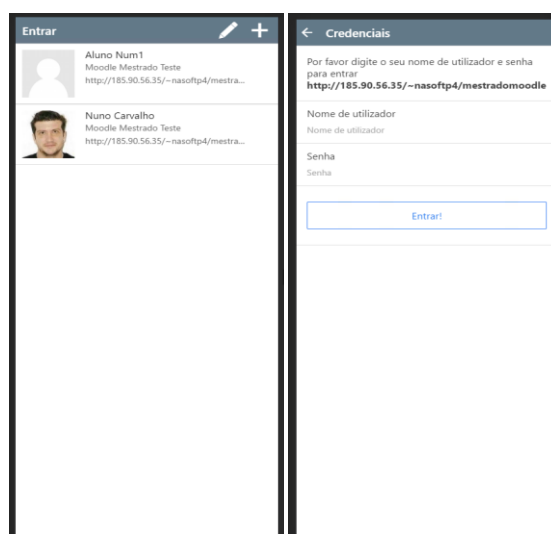 Entrar
Aluno Num1
Moodle Mestrado Teste
http://185.90.56.35/~nasoftp4/mestra...
Nuno Carvalho
Moodle Mestrado Teste
http://185.90.56.35/~nasoftp4/mestra...
Credenciais
Por favor digite o seu nome de utilizador e senha
para entrar
http://185.90.56.35/~nasoftp4/mestradomoodle
Nome de utilizador
Nome de utilizador
Senha
Senha
Entrar!